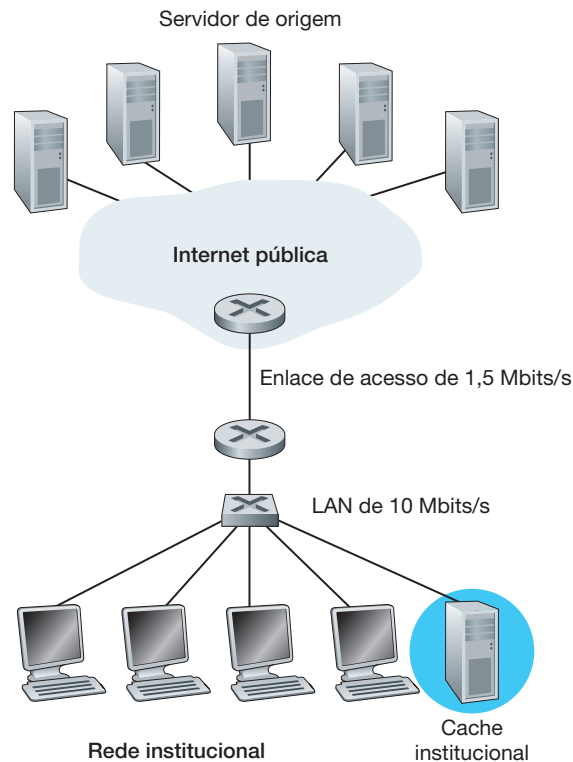 Servidor de origem
Internet pública
Enlace de acesso de 1,5 Mbits/s
LAN de 10 Mbits/s
Rede institucional
Cache
institucional